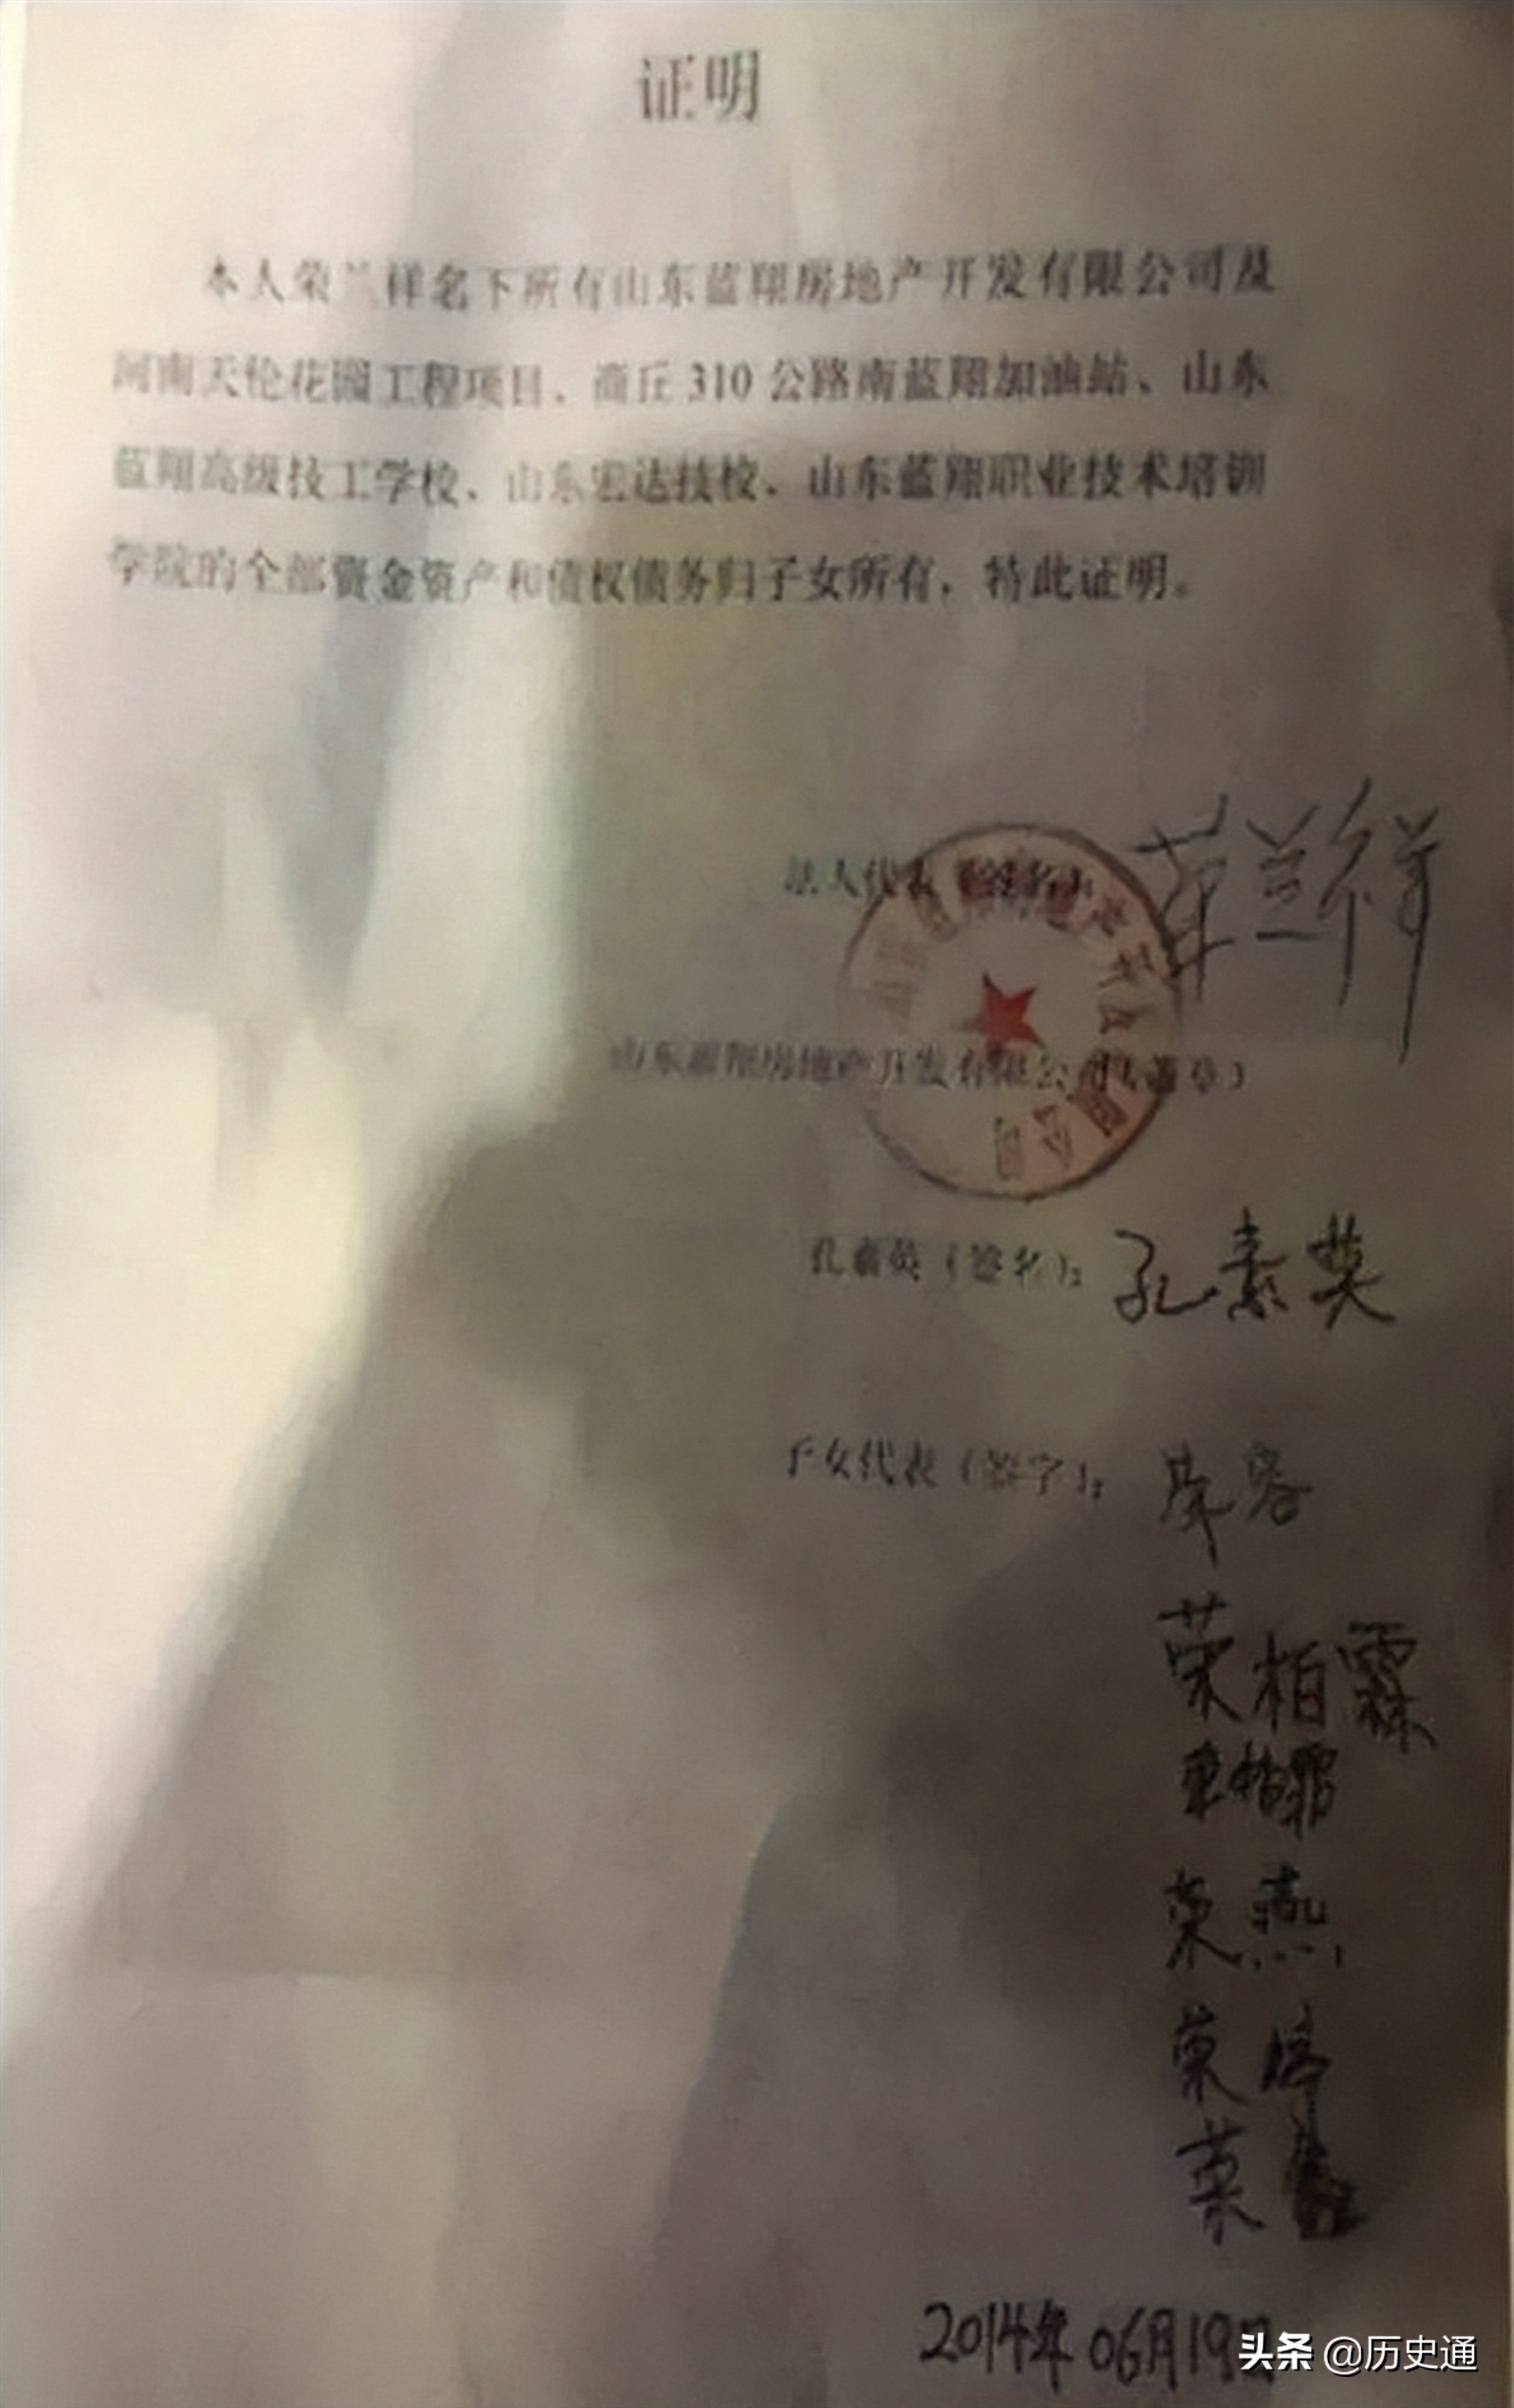 证明
本人荣兰祥名下所有山东蓝翔房地产开发有限公司及
河南天伦花园工程项目、商丘310公路南蓝翔加油站、山东
蓝翔高级技工学校、山东宏达技校、山东蓝翔职业技术培训
学院的全部资金资产和债权债务归子女所有，特此证明。
法人代表 荣兰祥
山东蓝翔房地产开发有限公司（盖章）
孔素英（签名）：孔素英
子女代表（签字）：荣容
荣柏霖
荣
荣燕
荣婷
荣
2014年06月19日
头条 @历史通